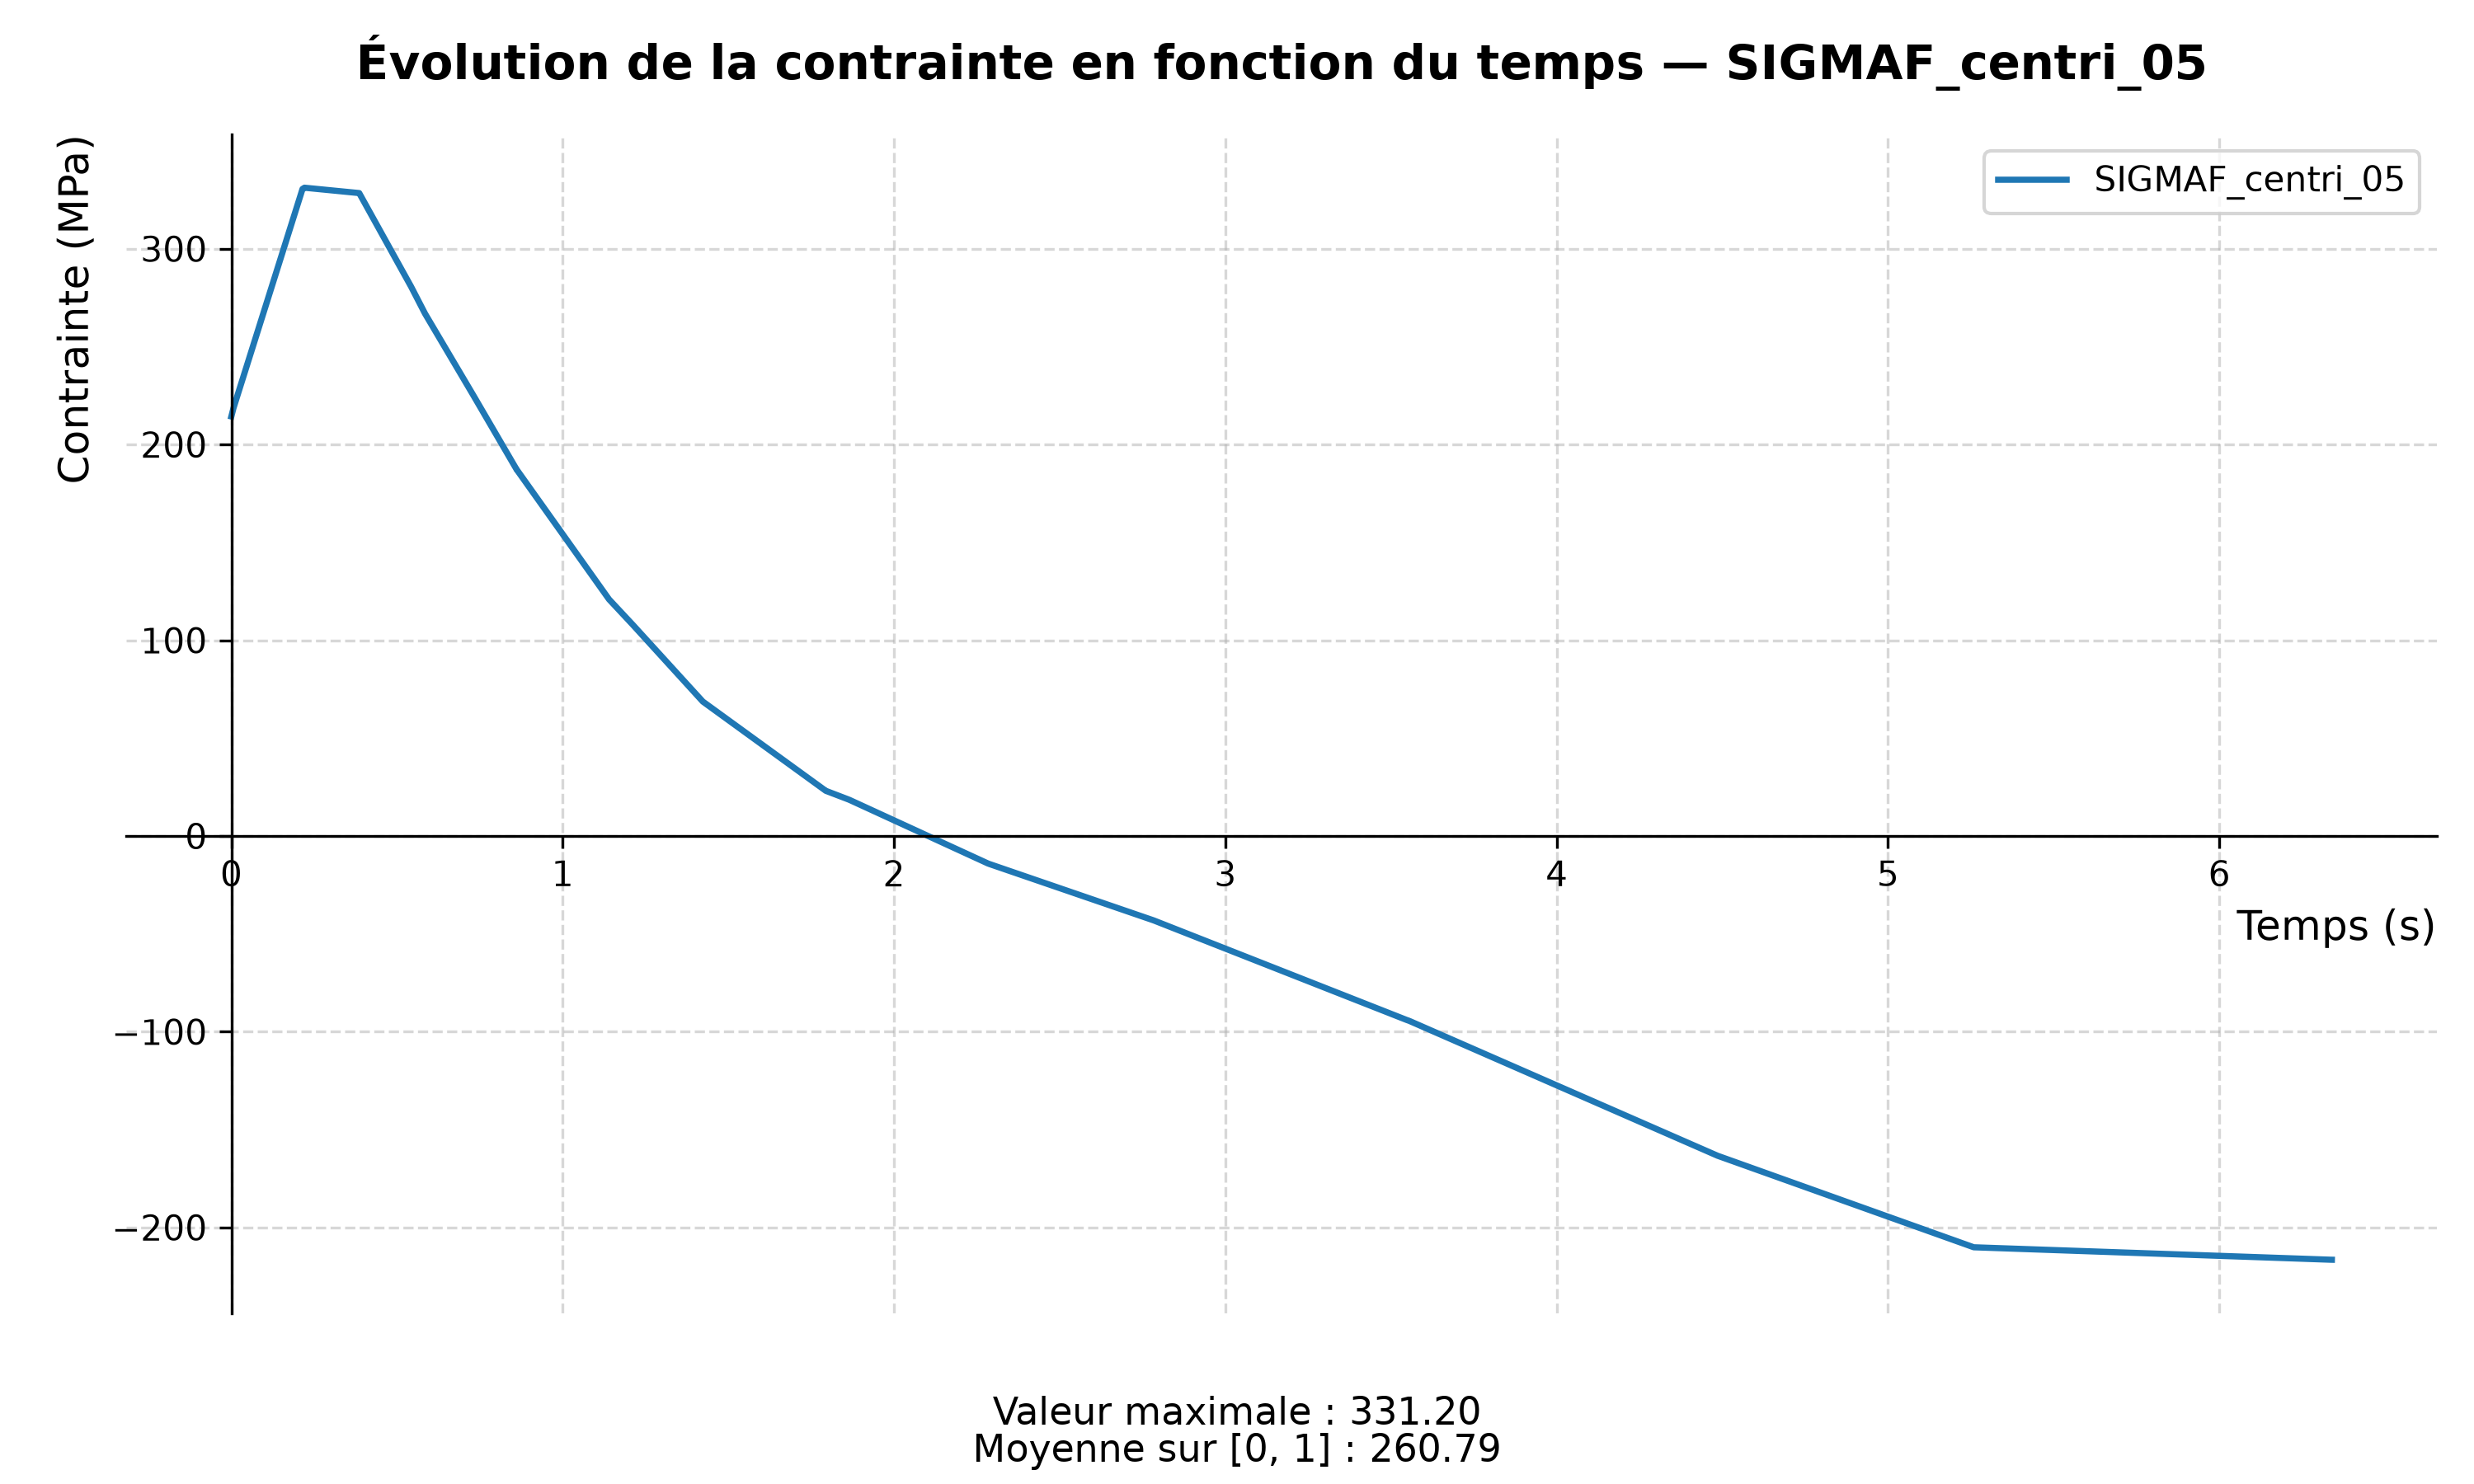 Évolution de la contrainte en fonction du temps — SIGMAF_centri_05
Contrainte (MPa)
SIGMAF_centri_05
300
200
100
0
−100
−200
0 1 2 3 4 5 6
Temps (s)
Valeur maximale : 331.20
Moyenne sur [0, 1] : 260.79